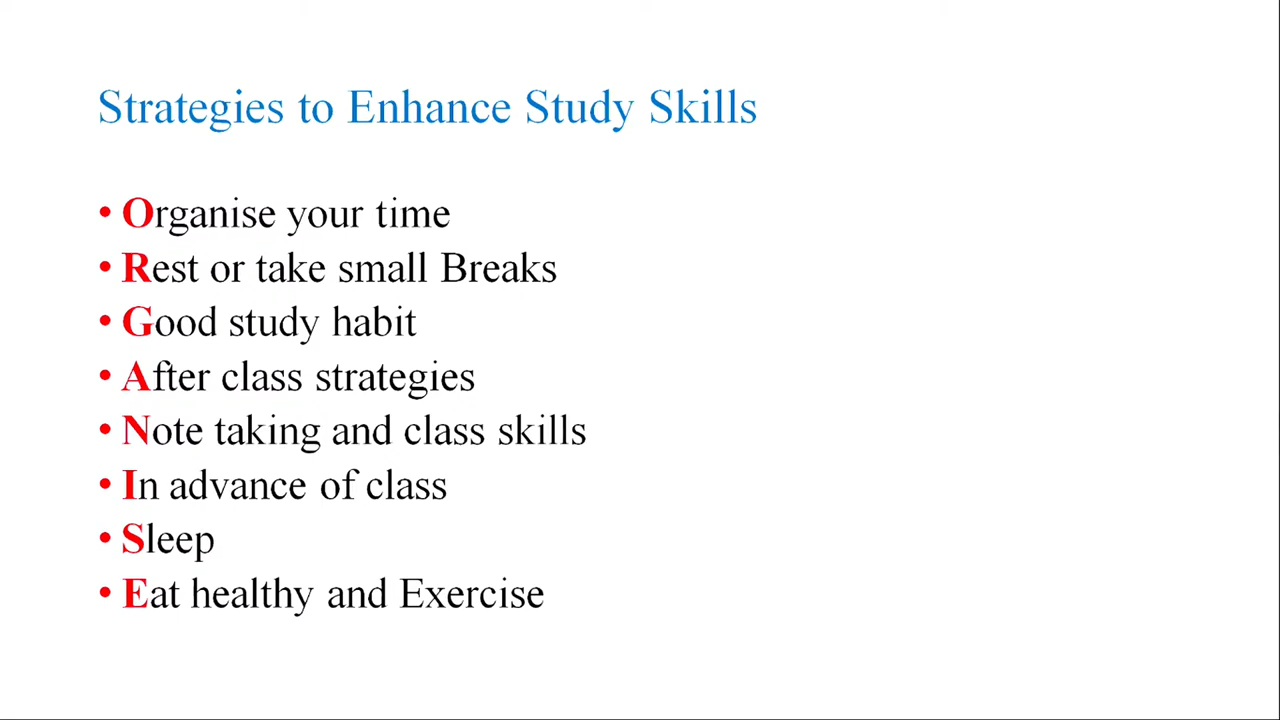 Strategies to Enhance Study Skills
• Organise your time
• Rest or take small Breaks
• Good study habit
• After class strategies
• Note taking and class skills
• In advance of class
• Sleep
• Eat healthy and Exercise